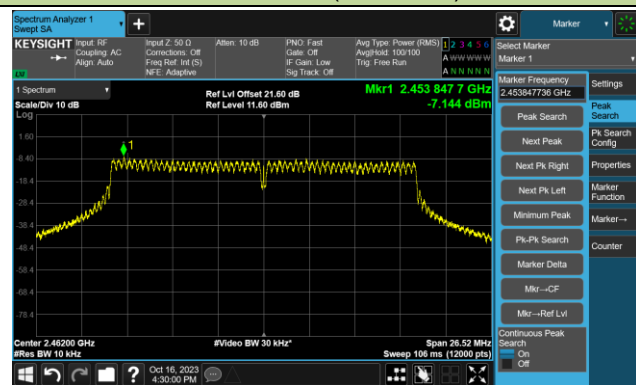 Spectrum Analyzer 1
Swept SA
Marker
KEYSIGHT
Input: RF
Coupling: AC
Align: Auto
Input Z: 50 Ω
Corrections: Off
Freq Ref: Int (S)
NFE: Adaptive
Atten: 10 dB
PNO: Fast
Gate: Off
IF Gain: Low
Sig Track: Off
Avg Type: Power (RMS)
Avg|Hold: 100/100
Trig: Free Run
1 2 3 4 5 6
A W W W W W
A N N N N N
Select Marker
Marker 1
1 Spectrum
Scale/Div 10 dB
Log
Ref Lvl Offset 21.60 dB
Ref Level 11.60 dBm
Mkr1 2.453 847 7 GHz
-7.144 dBm
1.60
-8.40
-18.4
-28.4
-38.4
-48.4
-58.4
-68.4
-78.4
1
Center 2.46200 GHz
#Res BW 10 kHz
#Video BW 30 kHz*
Span 26.52 MHz
Sweep 106 ms (12000 pts)
Marker Frequency
2.453847736 GHz
Peak Search
Next Peak
Next Pk Right
Next Pk Left
Minimum Peak
Pk-Pk Search
Marker Delta
Mkr→CF
Mkr→Ref Lvl
Continuous Peak
Search
On
Off
Settings
Peak
Search
Pk Search
Config
Properties
Marker
Function
Marker→
Counter
Oct 16, 2023
4:30:00 PM